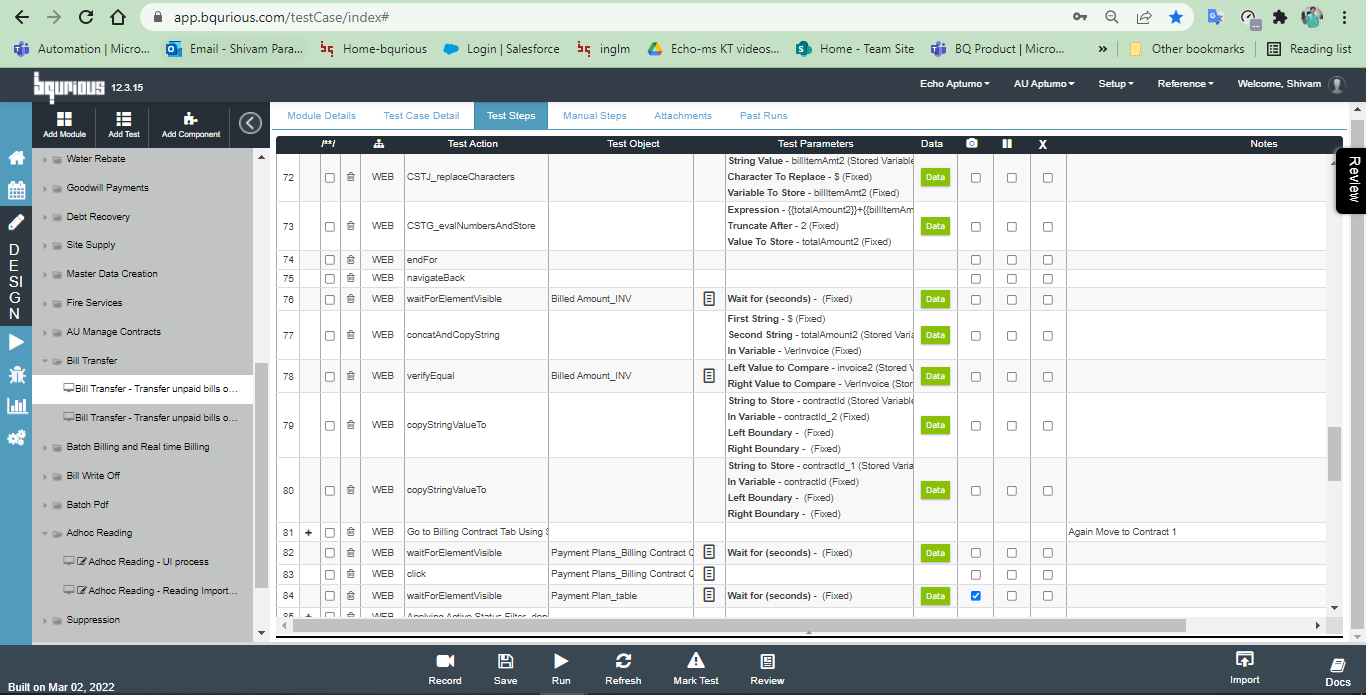 app.bqurious.com/testCase/index#
Automation | Micro...
Email - Shivam Para...
Home-bqurious
Login | Salesforce
inglm
Echo-ms KT videos...
Home - Team Site
BQ Product | Micro...
»
Other bookmarks
Reading list
bqurious 12.3.15
Echo Aptumo
AU Aptumo
Setup
Reference
Welcome, Shivam
Add Module
Add Test
Add Component
Module Details
Test Case Detail
Test Steps
Manual Steps
Attachments
Past Runs
DESIGN
Water Rebate
Goodwill Payments
Debt Recovery
Site Supply
Master Data Creation
Fire Services
AU Manage Contracts
Bill Transfer
Bill Transfer - Transfer unpaid bills o...
Bill Transfer - Transfer unpaid bills o...
Batch Billing and Real time Billing
Bill Write Off
Batch Pdf
Adhoc Reading
Adhoc Reading - UI process
Adhoc Reading - Reading Import...
Suppression
/**/ Test Action Test Object Test Parameters Data X Notes
72 WEB CSTJ_replaceCharacters String Value - billItemAmt2 (Stored Variable Data
Character To Replace - $ (Fixed)
Variable To Store - billItemAmt2 (Fixed)
73 WEB CSTG_evalNumbersAndStore Expression - {{totalAmount2}}+{{billItemAm Data
Truncate After - 2 (Fixed)
Value To Store - totalAmount2 (Fixed)
74 WEB endFor
75 WEB navigateBack
76 WEB waitForElementVisible Billed Amount_INV Wait for (seconds) - (Fixed) Data
77 WEB concatAndCopyString First String - $ (Fixed) Data
Second String - totalAmount2 (Stored Varia
In Variable - VerInvoice (Fixed)
78 WEB verifyEqual Billed Amount_INV Left Value to Compare - invoice2 (Stored V Data
Right Value to Compare - VerInvoice (Stor
79 WEB copyStringValueTo String to Store - contractId (Stored Variable Data
In Variable - contractId_2 (Fixed)
Left Boundary - (Fixed)
Right Boundary - (Fixed)
80 WEB copyStringValueTo String to Store - contractId_1 (Stored Varia Data
In Variable - contractId (Fixed)
Left Boundary - (Fixed)
Right Boundary - (Fixed)
81 + WEB Go to Billing Contract Tab Using Again Move to Contract 1
82 WEB waitForElementVisible Payment Plans_Billing Contract C Wait for (seconds) - (Fixed) Data
83 WEB click Payment Plans_Billing Contract C
84 WEB waitForElementVisible Payment Plan_table Wait for (seconds) - (Fixed) Data
85 + WEB Applying Active Status Filter
Review
Record
Save
Run
Refresh
Mark Test
Review
Import
Docs
Built on Mar 02, 2022